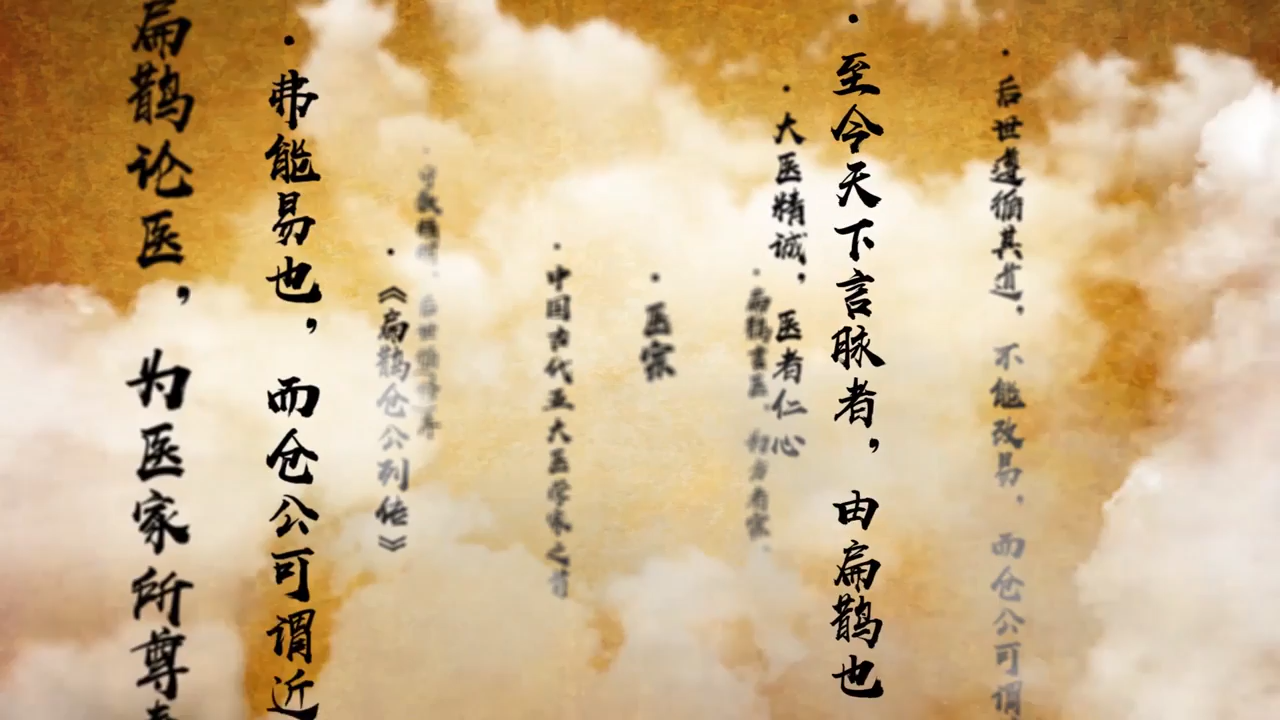 扁鹊论医，为医家所尊
·弗能易也，而仓公可谓近
·《扁鹊仓公列传》
·中国古代五大医学家之首
·医宗
·扁鹊言医，为方者宗。
·大医精诚，医者仁心
·至今天下言脉者，由扁鹊也
·后世遵循其道，不能改易，而仓公可谓